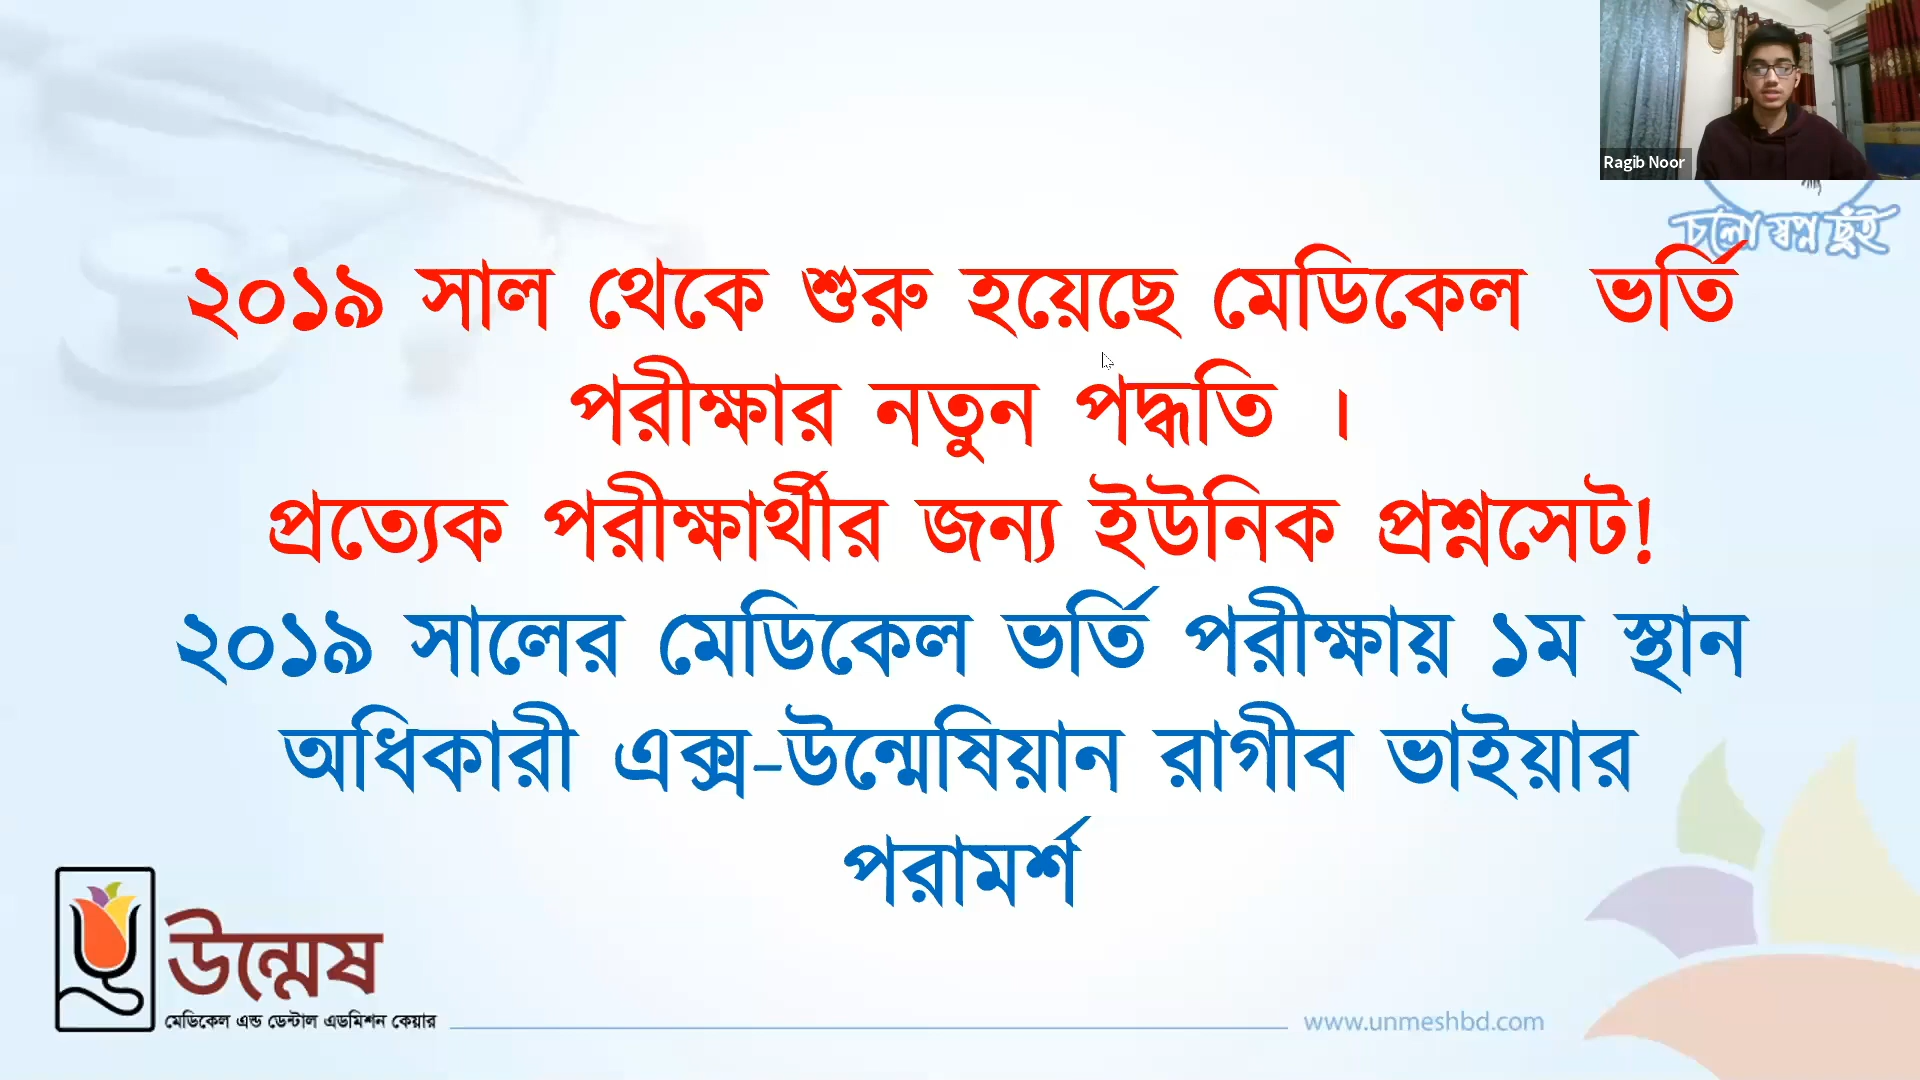 Ragib Noor
চলো স্বপ্ন ছুঁই
২০১৯ সাল থেকে শুরু হয়েছে মেডিকেল ভর্তি
পরীক্ষার নতুন পদ্ধতি ।
প্রত্যেক পরীক্ষার্থীর জন্য ইউনিক প্রশ্নসেট!
২০১৯ সালের মেডিকেল ভর্তি পরীক্ষায় ১ম স্থান
অধিকারী এক্স-উন্মেষিয়ান রাগীব ভাইয়ার
পরামর্শ
উন্মেষ
মেডিকেল এন্ড ডেন্টাল এডমিশন কেয়ার
www.unmeshbd.com